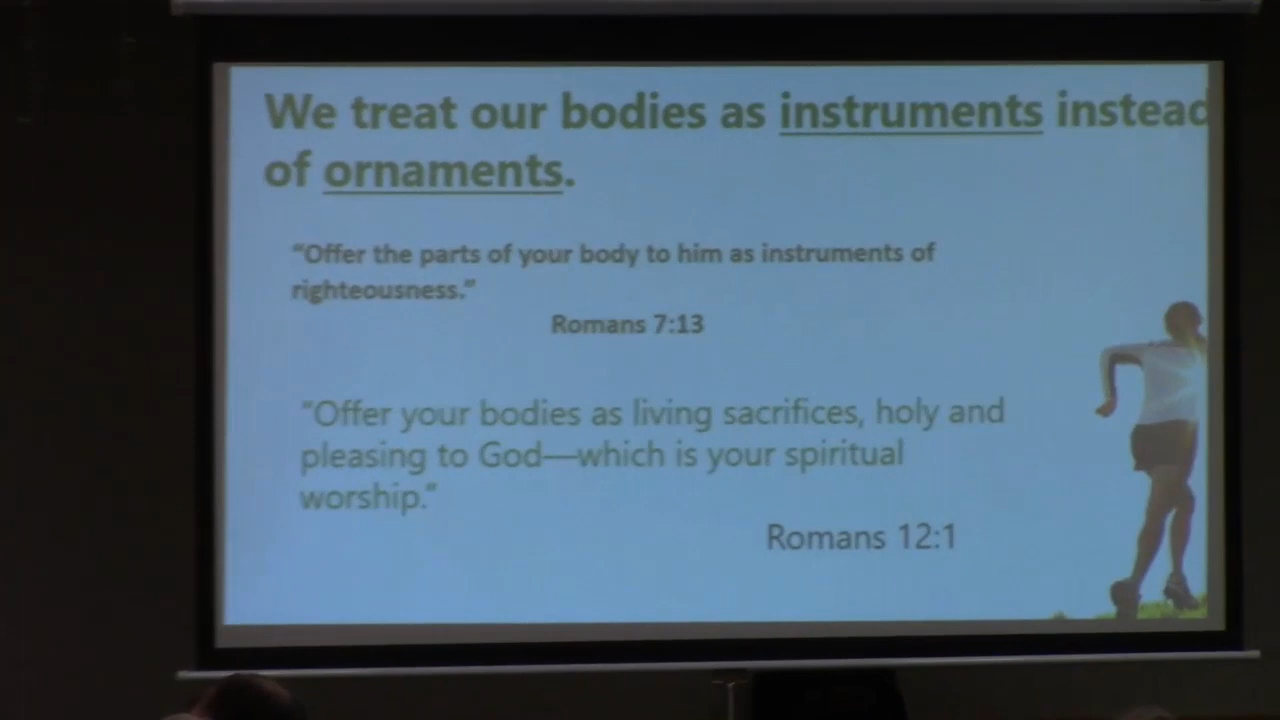 We treat our bodies as instruments instead
of ornaments.
“Offer the parts of your body to him as instruments of
righteousness.”
Romans 7:13
“Offer your bodies as living sacrifices, holy and
pleasing to God—which is your spiritual
worship.”
Romans 12:1